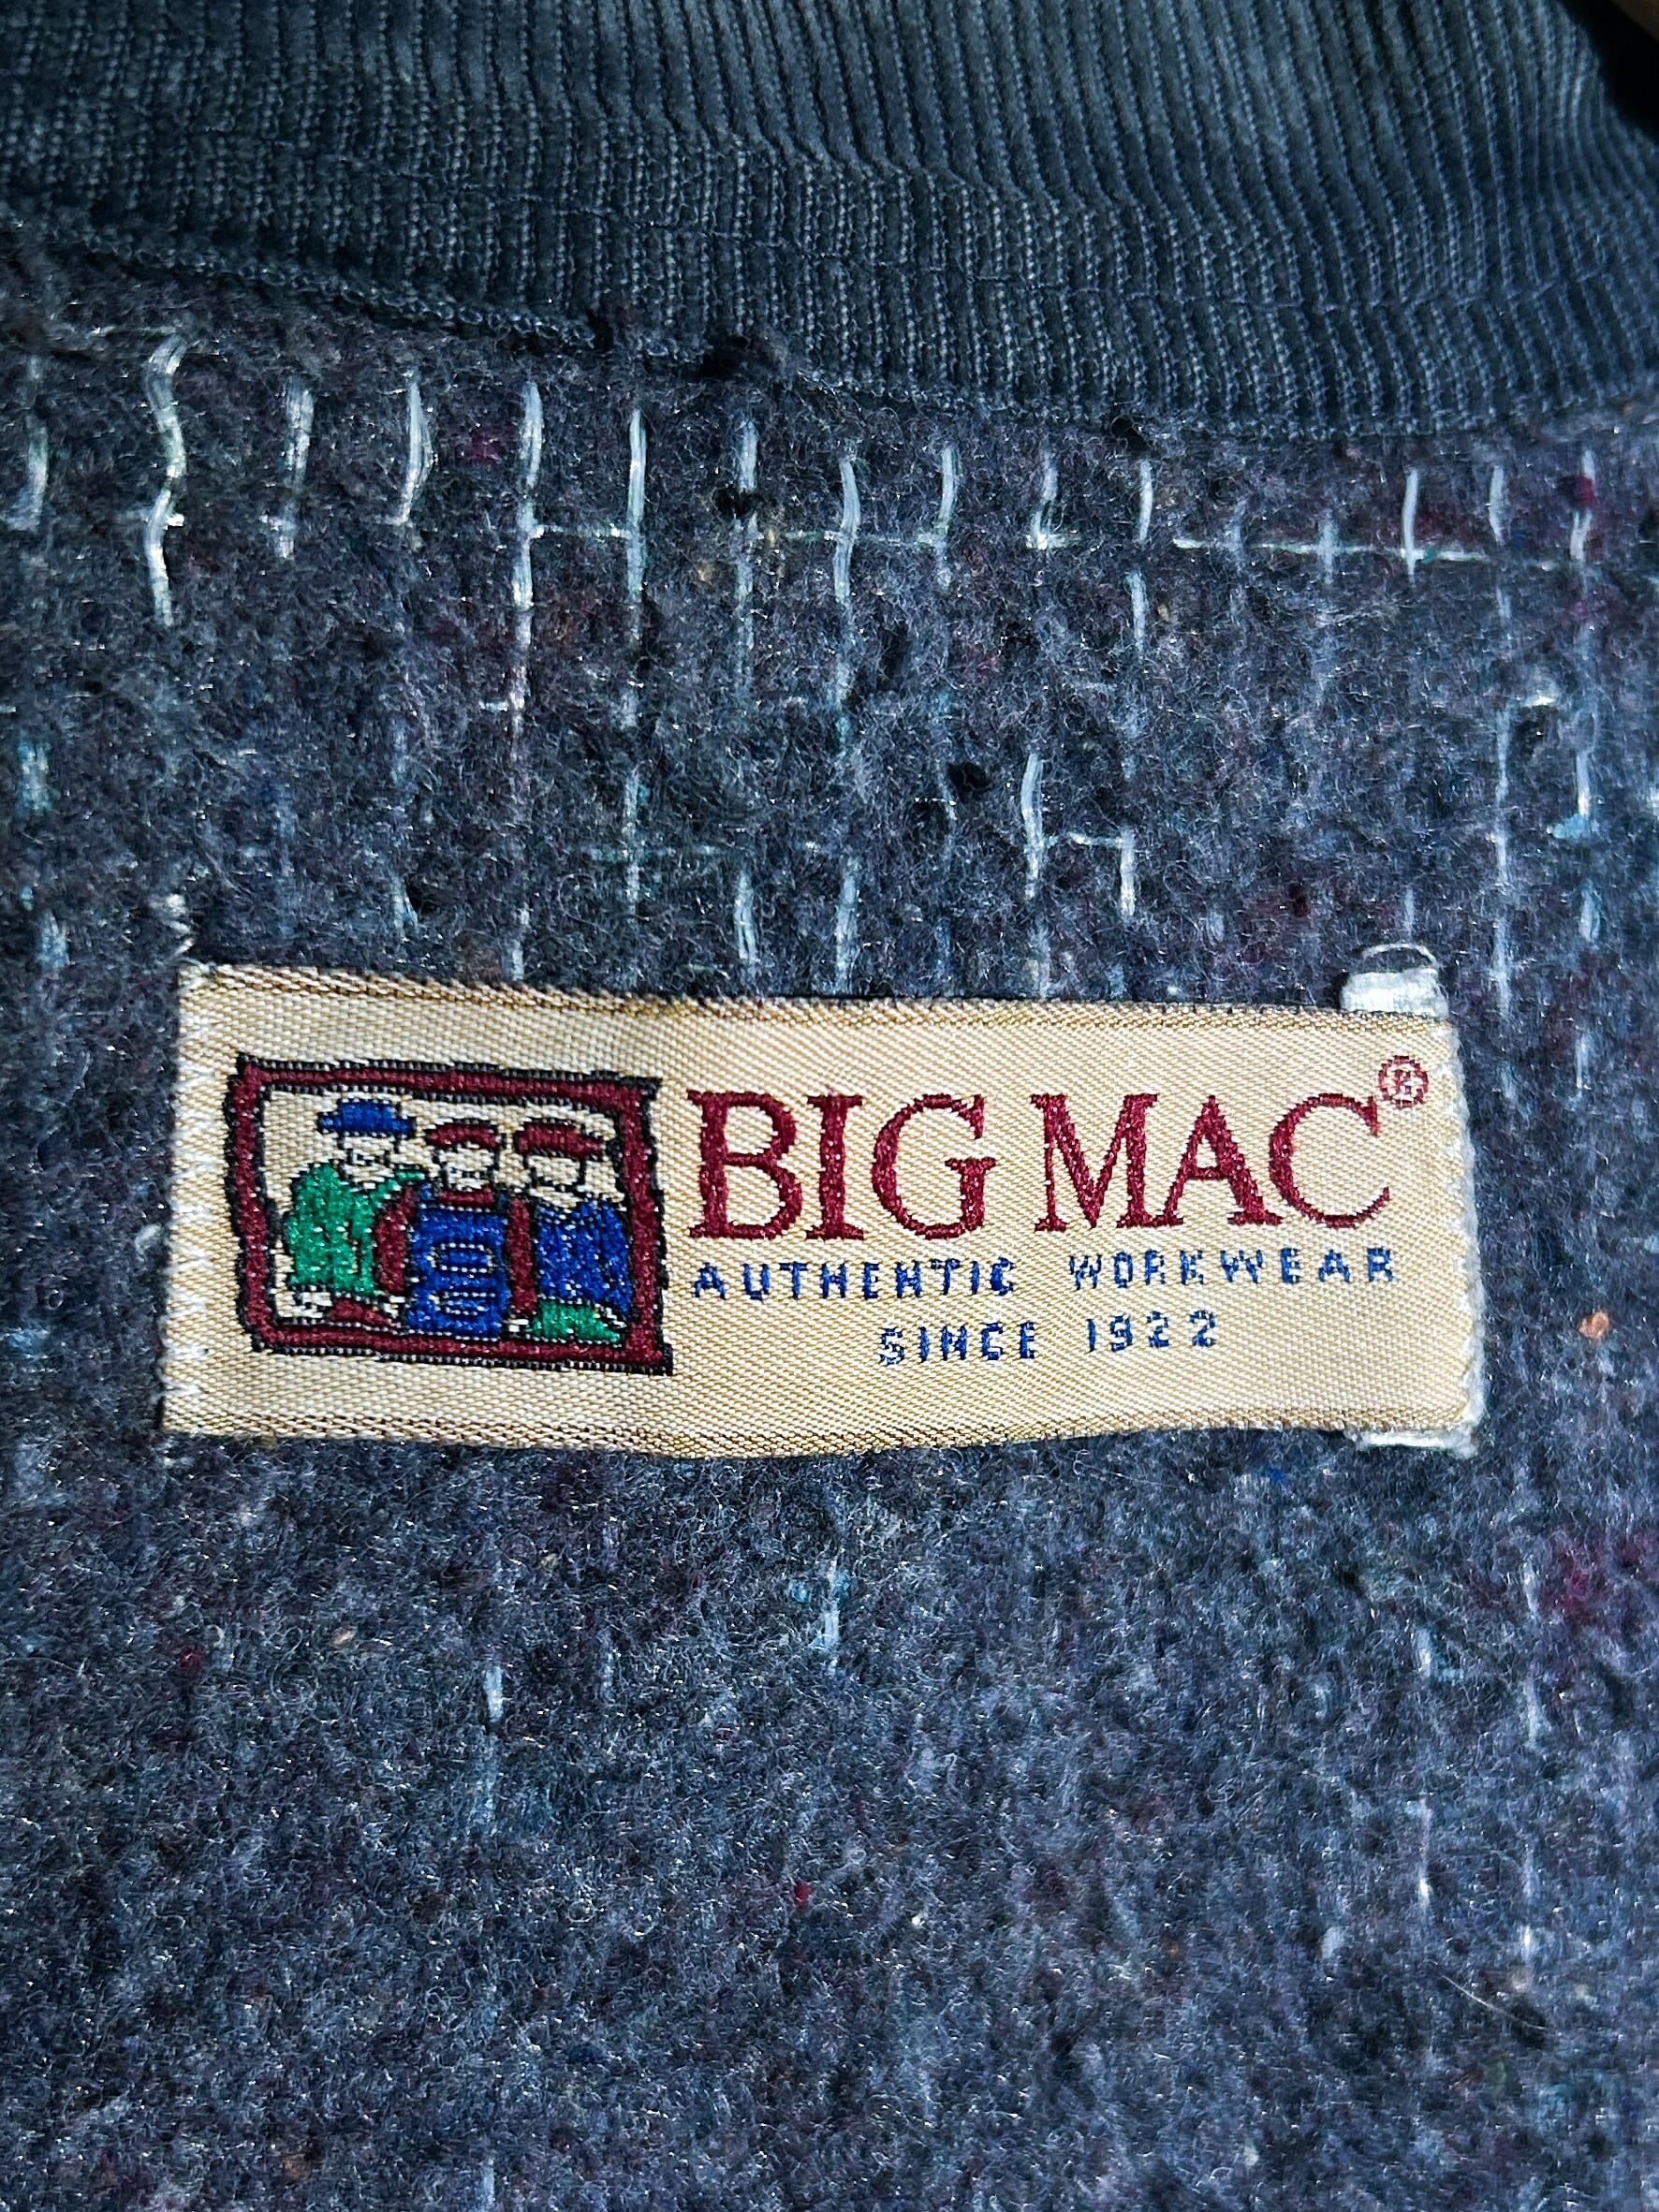 BIG MAC®
AUTHENTIC WORKWEAR
SINCE 1922